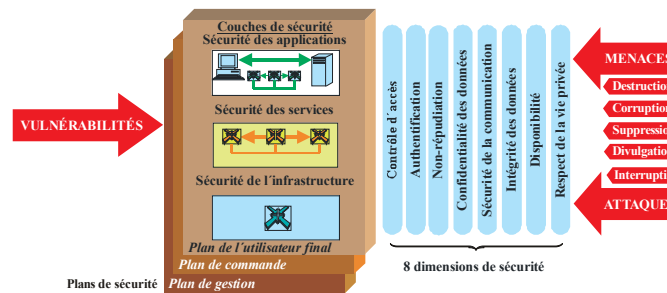 Couches de sécurité
Sécurité des applications
Sécurité des services
Sécurité de l´infrastructure
Plan de l´utilisateur final
Plan de commande
Plans de sécurité
Plan de gestion
VULNÉRABILITÉS
Contrôle d´accès
Authentification
Non-répudiation
Confidentialité des données
Sécurité de la communication
Intégrité des données
Disponibilité
Respect de la vie privée
8 dimensions de sécurité
MENACES
Destruction
Corruption
Suppression
Divulgation
Interrupti
ATTAQUE